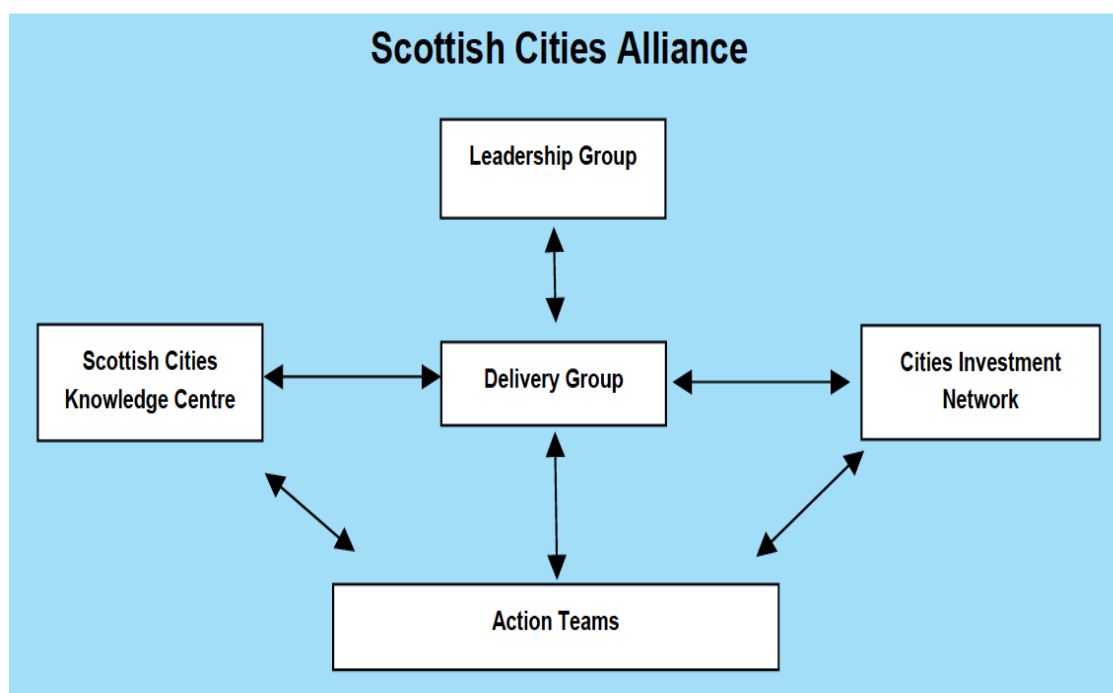 Scottish Cities Alliance
Leadership Group
Scottish Cities
Knowledge Centre
Delivery Group
Cities Investment
Network
Action Teams